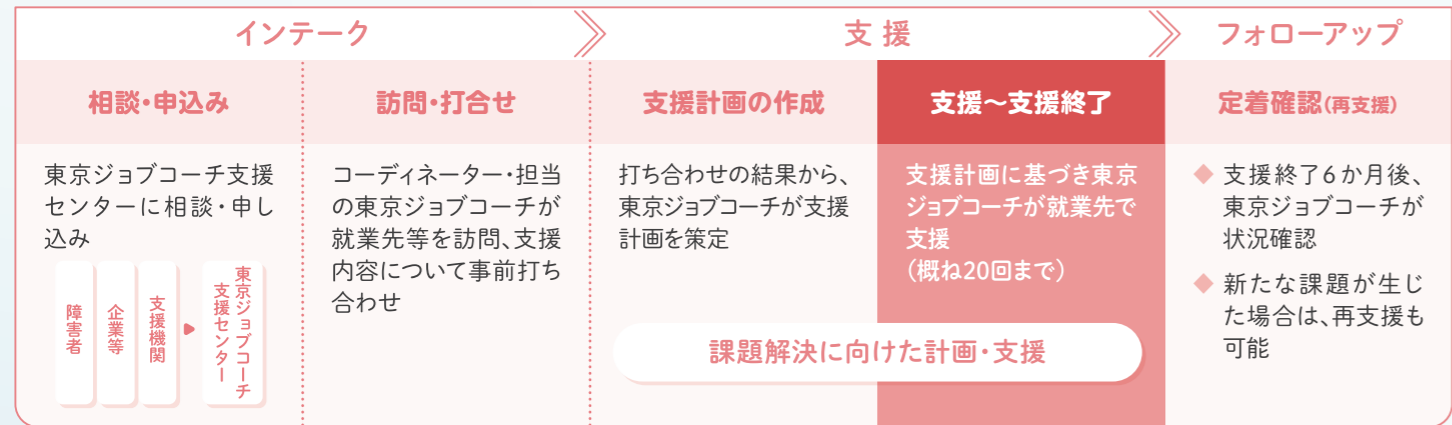 インテーク
支援
フォローアップ
相談・申込み
訪問・打合せ
支援計画の作成
支援～支援終了
定着確認(再支援)
東京ジョブコーチ支援
センターに相談・申し
込み
障害者
企業等
支援機関
▶
東京ジョブコーチ
支援センター
コーディネーター・担当
の東京ジョブコーチが
就業先等を訪問、支援
内容について事前打ち
合わせ
打ち合わせの結果から、
東京ジョブコーチが支援
計画を策定
支援計画に基づき東京
ジョブコーチが就業先で
支援
（概ね20回まで）
課題解決に向けた計画・支援
◆ 支援終了6か月後、
東京ジョブコーチが
状況確認
◆ 新たな課題が生じ
た場合は、再支援も
可能